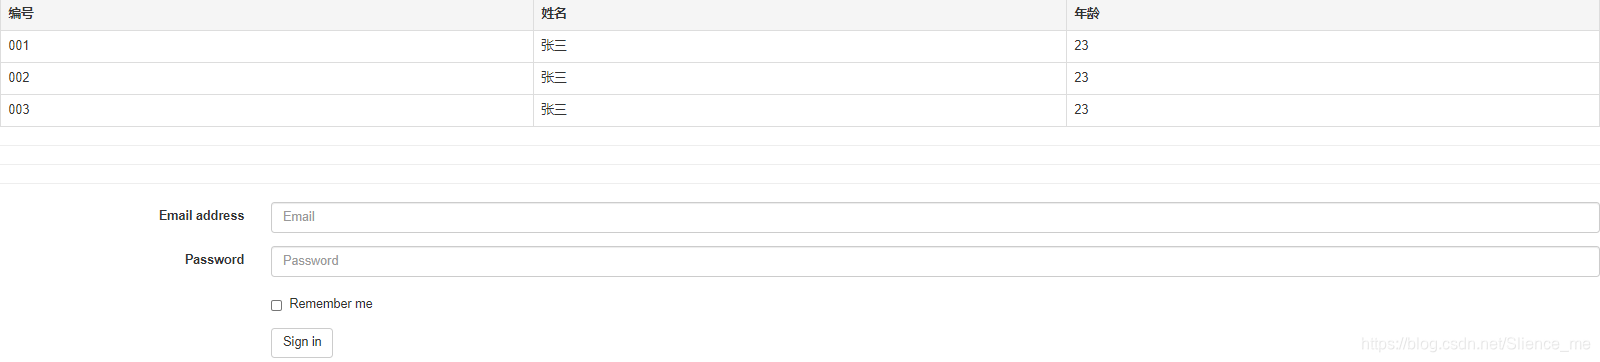 编号 姓名 年龄
001 张三 23
002 张三 23
003 张三 23
Email address Email
Password Password
Remember me
Sign in
https://blog.csdn.net/Slience_me